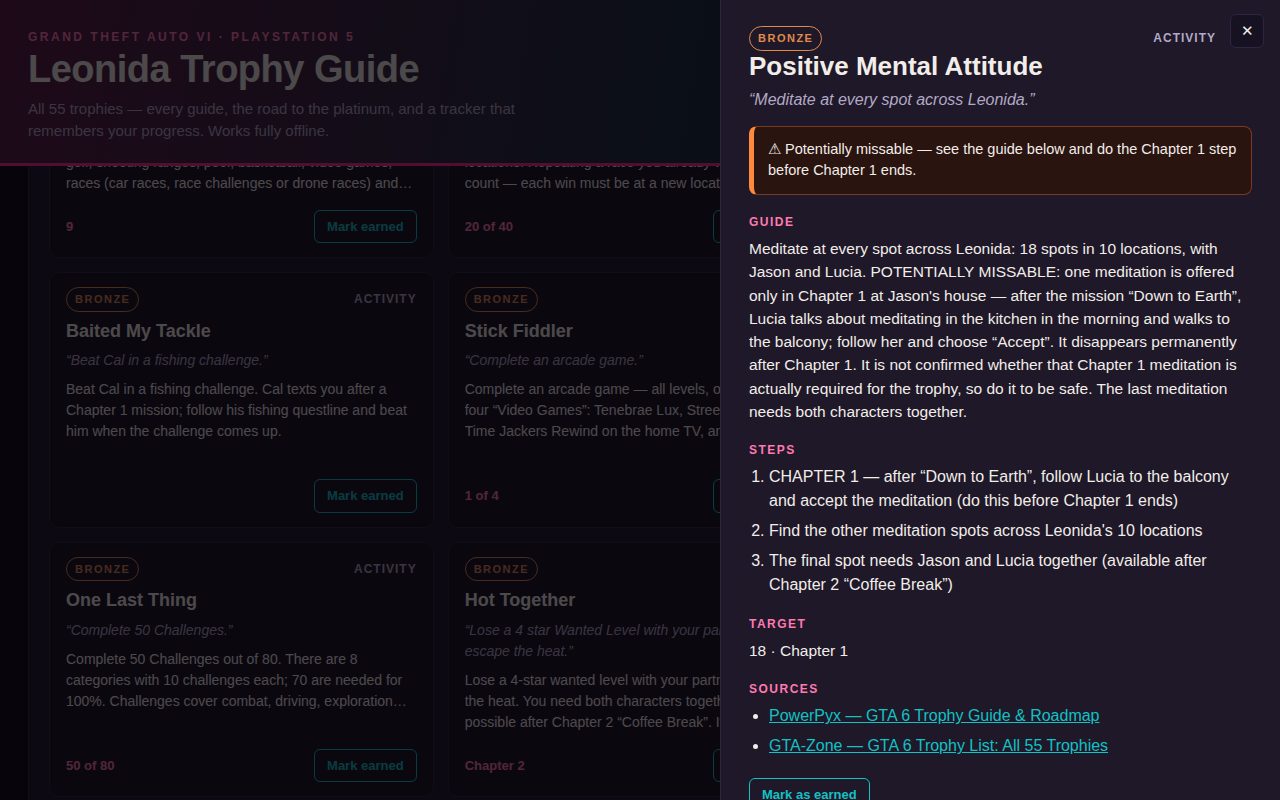 GRAND THEFT AUTO VI · PLAYSTATION 5
Leonida Trophy Guide
All 55 trophies — every guide, the road to the platinum, and a tracker that
remembers your progress. Works fully offline.
races (car races, race challenges or drone races) and…
9
Mark earned
count — each win must be at a new locat
20 of 40
BRONZE
ACTIVITY
Baited My Tackle
“Beat Cal in a fishing challenge.”
Beat Cal in a fishing challenge. Cal texts you after a
Chapter 1 mission; follow his fishing questline and beat
him when the challenge comes up.
Mark earned
BRONZE
Stick Fiddler
“Complete an arcade game.”
Complete an arcade game — all levels, o
four “Video Games”: Tenebrae Lux, Stree
Time Jackers Rewind on the home TV, ar
1 of 4
BRONZE
ACTIVITY
One Last Thing
“Complete 50 Challenges.”
Complete 50 Challenges out of 80. There are 8
categories with 10 challenges each; 70 are needed for
100%. Challenges cover combat, driving, exploration…
50 of 80
Mark earned
BRONZE
Hot Together
“Lose a 4 star Wanted Level with your pa
escape the heat.”
Lose a 4-star wanted level with your partn
the heat. You need both characters togeth
possible after Chapter 2 “Coffee Break”. I
Chapter 2
BRONZE
ACTIVITY
✕
Positive Mental Attitude
“Meditate at every spot across Leonida.”
⚠ Potentially missable — see the guide below and do the Chapter 1 step
before Chapter 1 ends.
GUIDE
Meditate at every spot across Leonida: 18 spots in 10 locations, with
Jason and Lucia. POTENTIALLY MISSABLE: one meditation is offered
only in Chapter 1 at Jason's house — after the mission “Down to Earth”,
Lucia talks about meditating in the kitchen in the morning and walks to
the balcony; follow her and choose “Accept”. It disappears permanently
after Chapter 1. It is not confirmed whether that Chapter 1 meditation is
actually required for the trophy, so do it to be safe. The last meditation
needs both characters together.
STEPS
1. CHAPTER 1 — after “Down to Earth”, follow Lucia to the balcony
and accept the meditation (do this before Chapter 1 ends)
2. Find the other meditation spots across Leonida's 10 locations
3. The final spot needs Jason and Lucia together (available after
Chapter 2 “Coffee Break”)
TARGET
18 · Chapter 1
SOURCES
• PowerPyx — GTA 6 Trophy Guide & Roadmap
• GTA-Zone — GTA 6 Trophy List: All 55 Trophies
Mark as earned